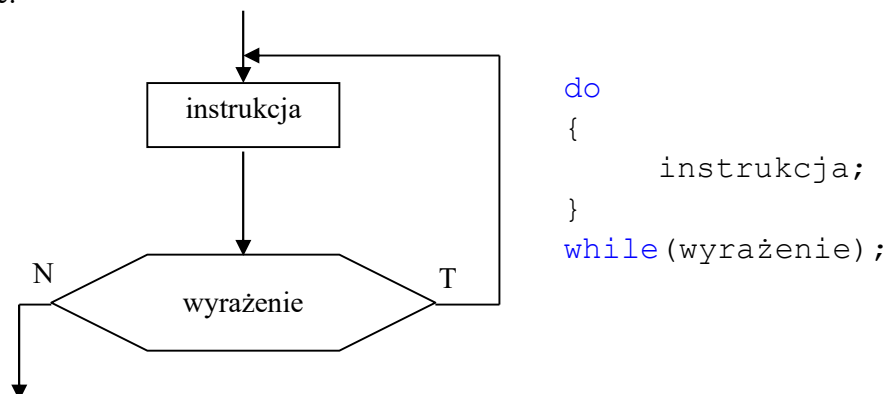 instrukcja
N
wyrażenie
T
do
{
instrukcja;
}
while(wyrażenie);